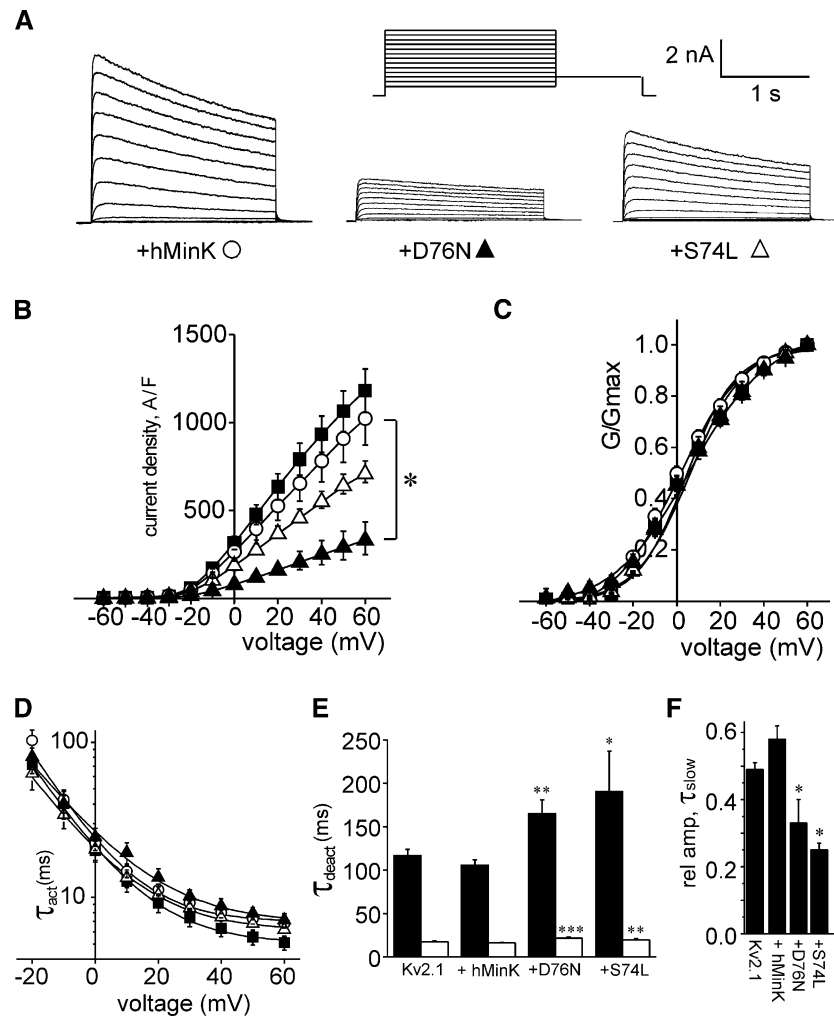 A
2 nA
1 s
+hMinK
+D76N
+S74L
B
1500
1000
500
current density, A/F
*
-60 -40 -20 0 20 40 60
voltage (mV)
C
1.0
0.8
0.6
0.4
0.2
G/Gmax
-60 -40 -20 0 20 40 60
voltage (mV)
D
100
10
τact(ms)
-20 0 20 40 60
voltage (mV)
E
250
200
150
100
50
0
τdeact (ms)
**
***
*
**
Kv2.1 + hMinK +D76N +S74L
F
0.6
0.4
0.2
0.0
rel amp, τslow
*
*
Kv2.1
+ hMinK
+D76N
+S74L